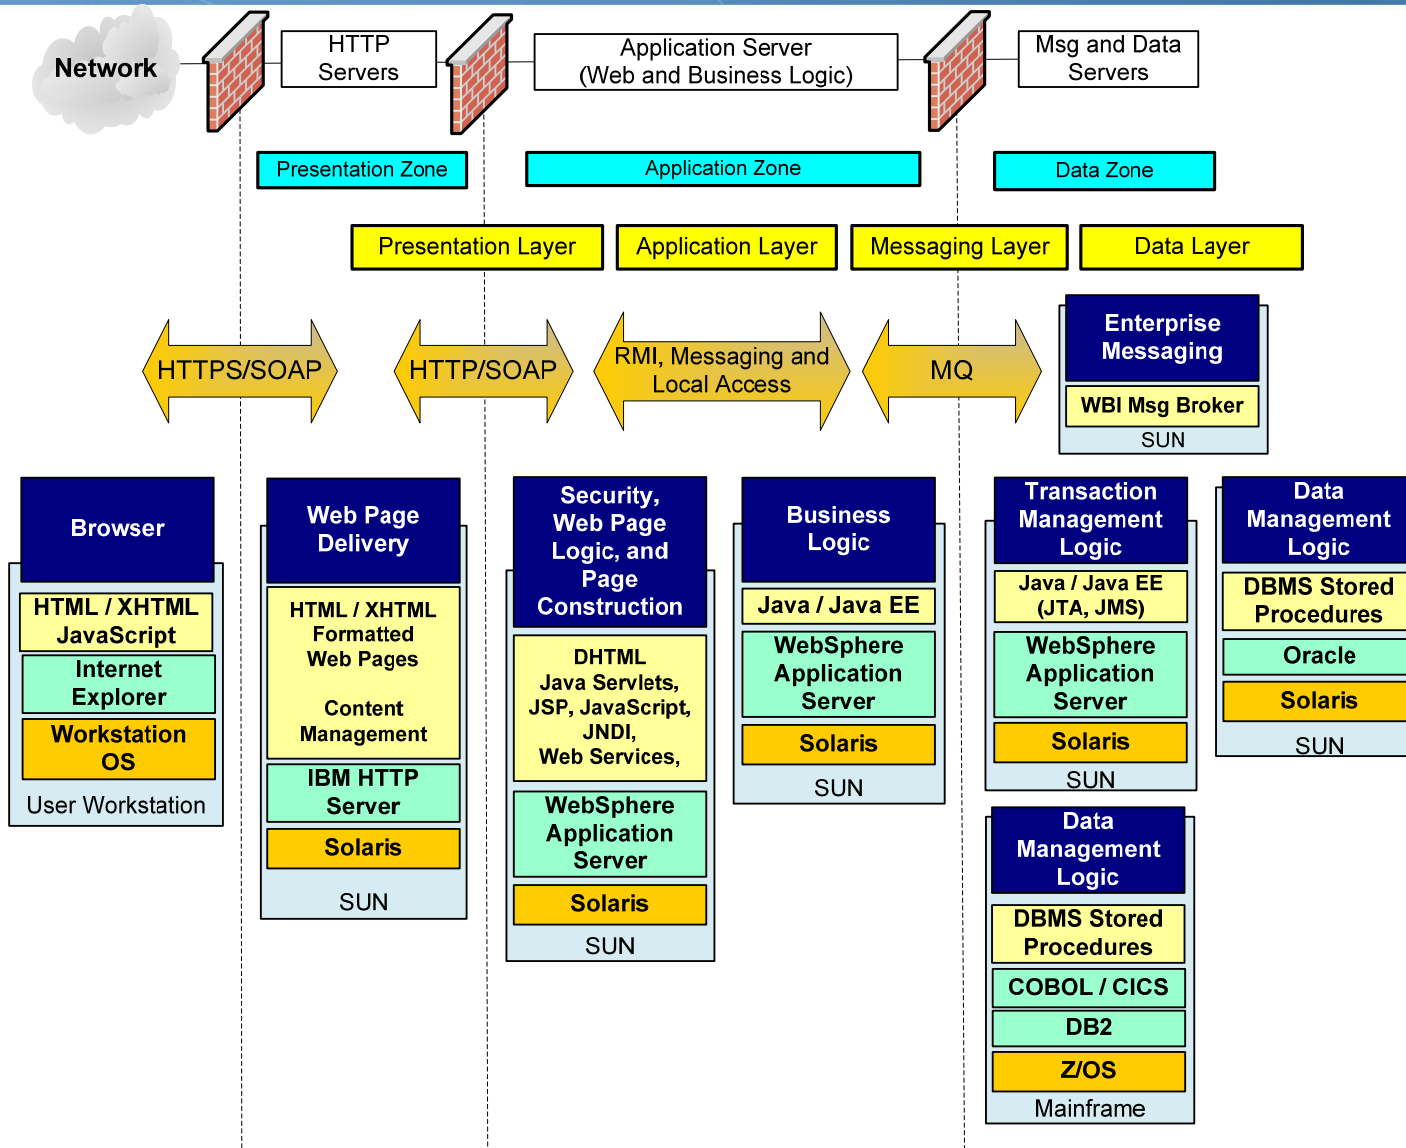 Network
HTTP
Servers
Application Server
(Web and Business Logic)
Msg and Data
Servers
Presentation Zone
Application Zone
Data Zone
Presentation Layer
Application Layer
Messaging Layer
Data Layer
HTTPS/SOAP
HTTP/SOAP
RMI, Messaging and
Local Access
MQ
Enterprise
Messaging
WBI Msg Broker
SUN
Browser
HTML / XHTML
JavaScript
Internet
Explorer
Workstation
OS
User Workstation
Web Page
Delivery
HTML / XHTML
Formatted
Web Pages
Content
Management
IBM HTTP
Server
Solaris
SUN
Security,
Web Page
Logic, and
Page
Construction
DHTML
Java Servlets,
JSP, JavaScript,
JNDI,
Web Services,
WebSphere
Application
Server
Solaris
SUN
Business
Logic
Java / Java EE
WebSphere
Application
Server
Solaris
SUN
Transaction
Management
Logic
Java / Java EE
(JTA, JMS)
WebSphere
Application
Server
Solaris
SUN
Data
Management
Logic
DBMS Stored
Procedures
Oracle
Solaris
SUN
Data
Management
Logic
DBMS Stored
Procedures
COBOL / CICS
DB2
Z/OS
Mainframe